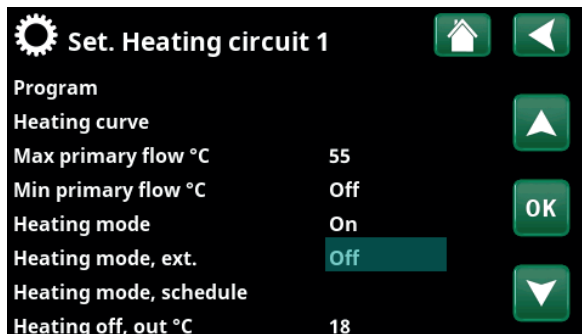 Set. Heating circuit 1
Program
Heating curve
Max primary flow °C 55
Min primary flow °C Off
Heating mode On
OK
Heating mode, ext. Off
Heating mode, schedule
Heating off, out °C 18